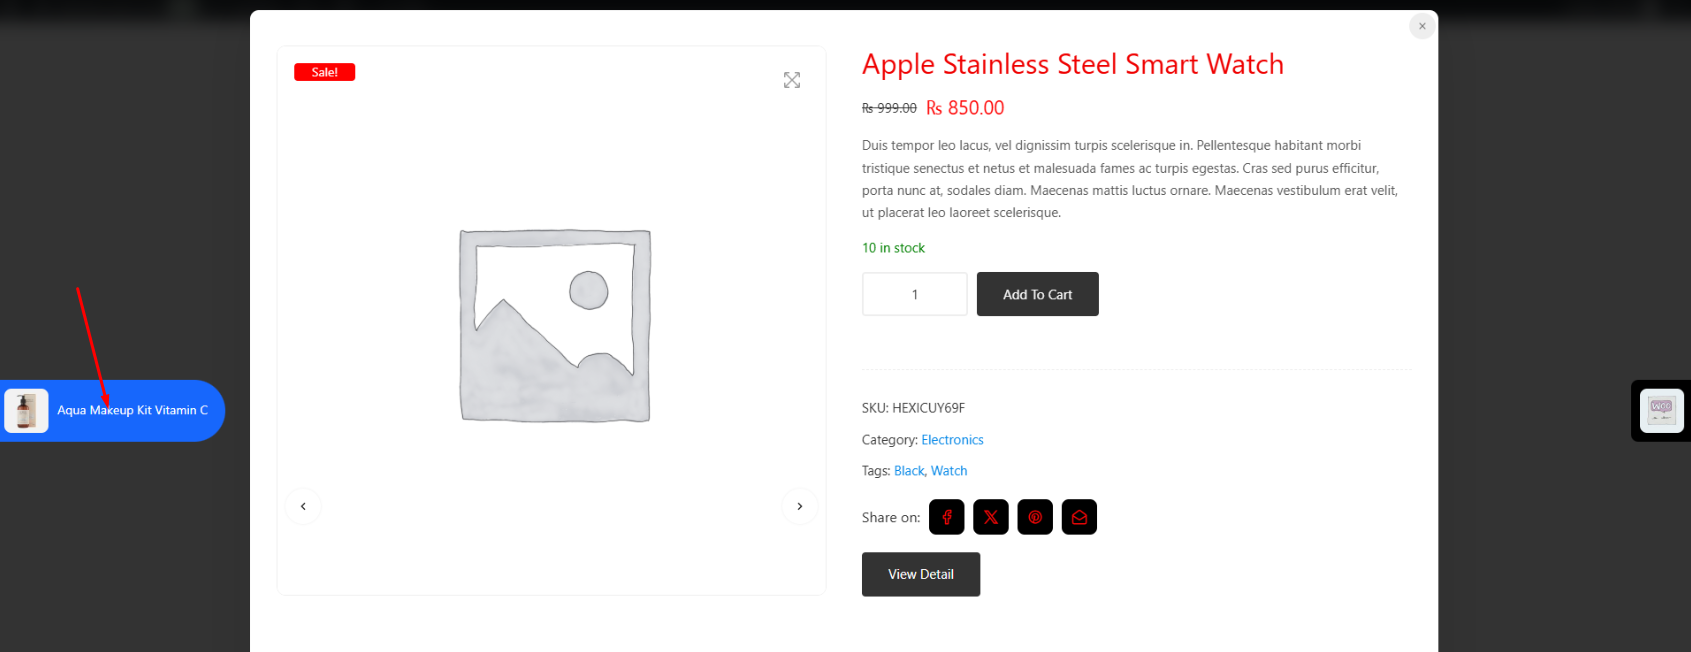 ×
Sale!
Apple Stainless Steel Smart Watch
₨ 999.00 ₨ 850.00
Duis tempor leo lacus, vel dignissim turpis scelerisque in. Pellentesque habitant morbi
tristique senectus et netus et malesuada fames ac turpis egestas. Cras sed purus efficitur,
porta nunc at, sodales diam. Maecenas mattis luctus ornare. Maecenas vestibulum erat velit,
ut placerat leo laoreet scelerisque.
10 in stock
1
Add To Cart
Aqua Makeup Kit Vitamin C
Woo
SKU: HEXICUY69F
Category: Electronics
Tags: Black, Watch
Share on:
View Detail